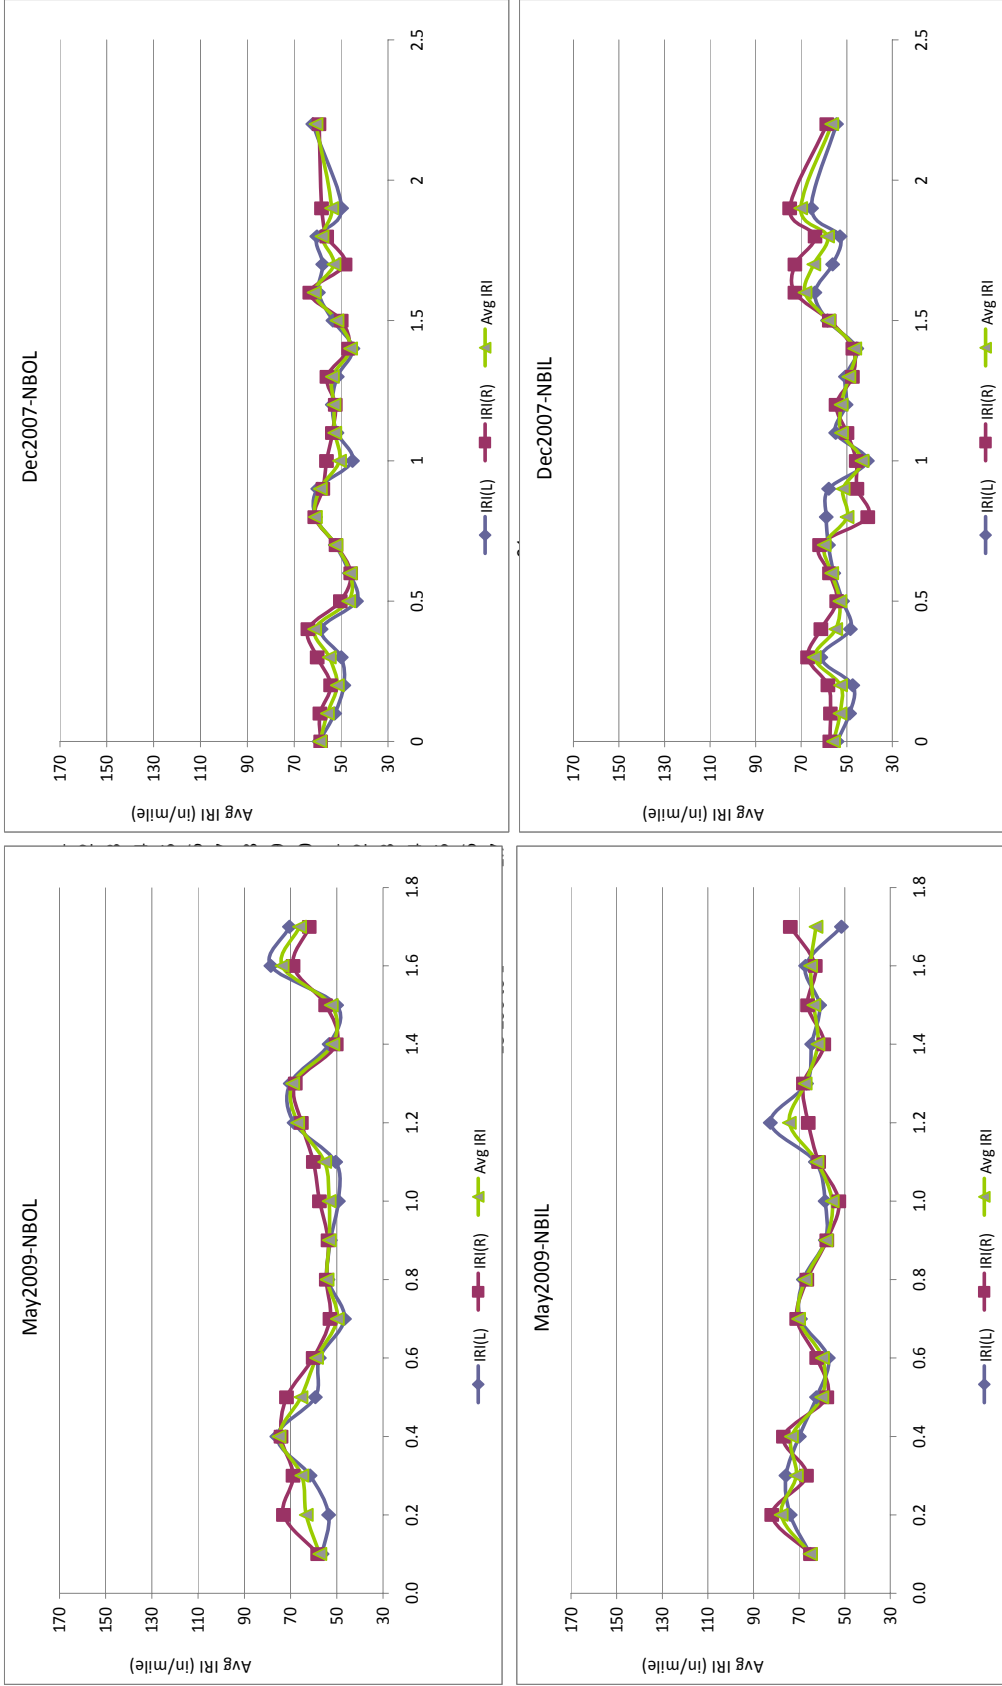 May2009-NBOL
Avg IRI (in/mile)
170
150
130
110
90
70
50
30
0.0 0.2 0.4 0.6 0.8 1.0 1.2 1.4 1.6 1.8
IRI(L) IRI(R) Avg IRI
Dec2007-NBOL
Avg IRI (in/mile)
170
150
130
110
90
70
50
30
0 0.5 1 1.5 2 2.5
IRI(L) IRI(R) Avg IRI
May2009-NBIL
Avg IRI (in/mile)
170
150
130
110
90
70
50
30
0.0 0.2 0.4 0.6 0.8 1.0 1.2 1.4 1.6 1.8
IRI(L) IRI(R) Avg IRI
Dec2007-NBIL
Avg IRI (in/mile)
170
150
130
110
90
70
50
30
0 0.5 1 1.5 2 2.5
IRI(L) IRI(R) Avg IRI